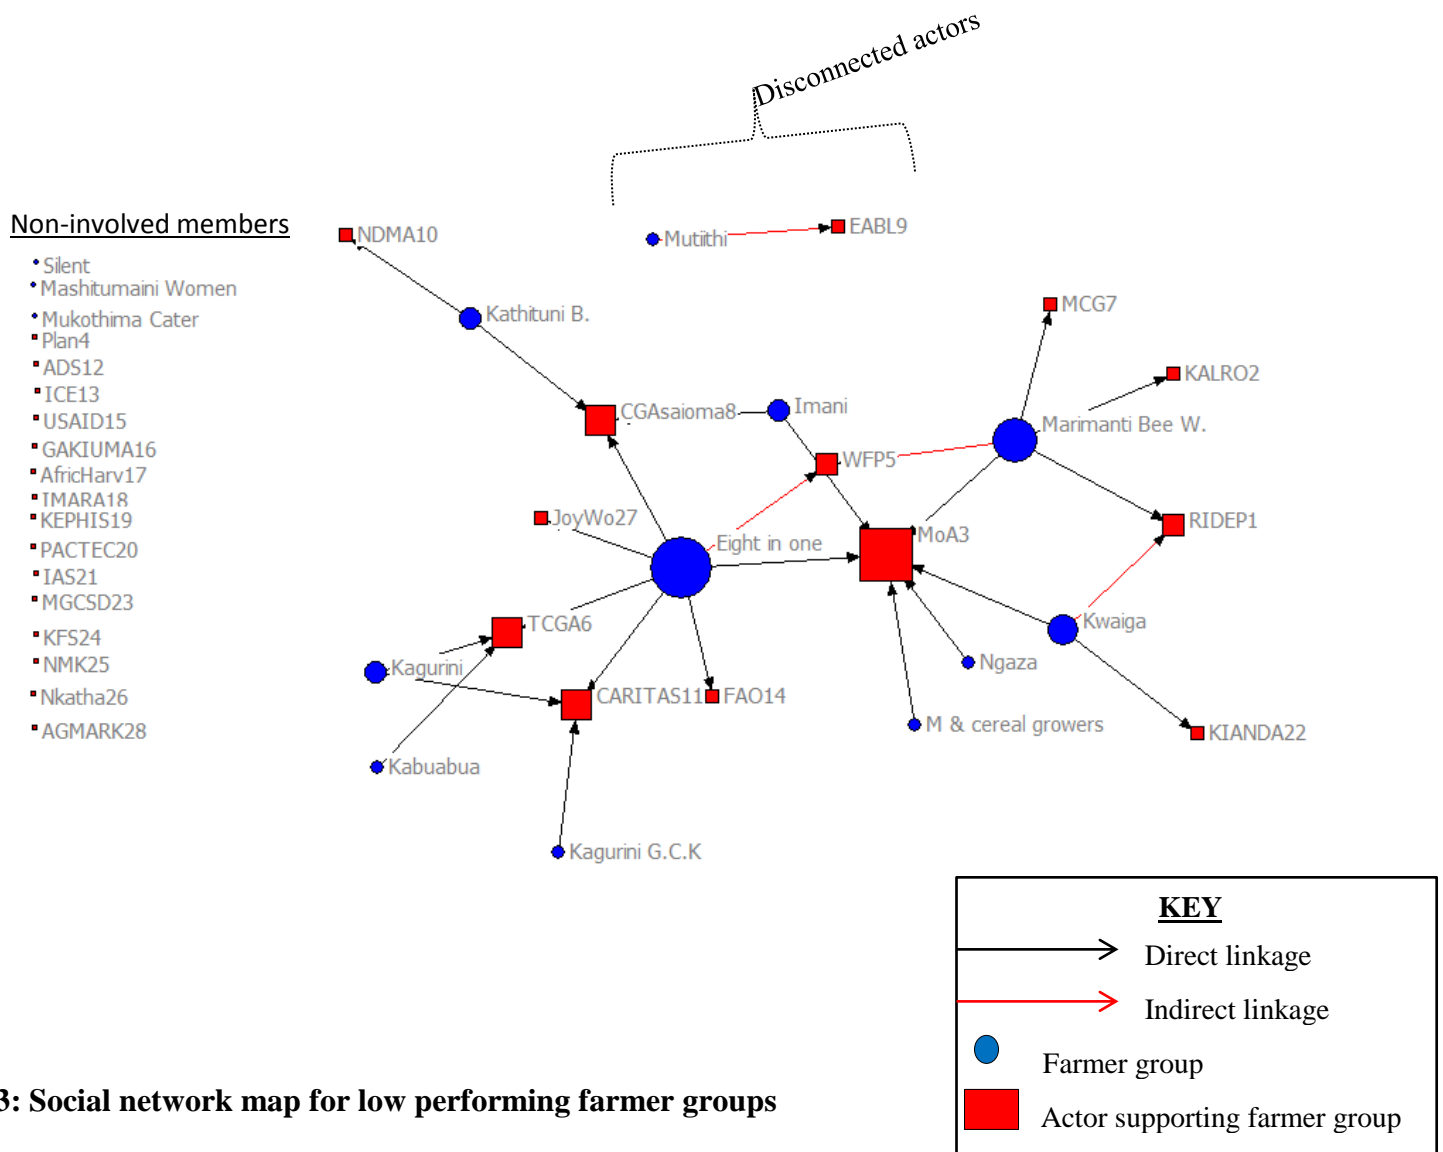 Disconnected actors
Non-involved members
Silent
Mashitumaini Women
Mukothima Cater
Plan4
ADS12
ICE13
USAID15
GAKIUMA16
AfricHarv17
IMARA18
KEPHIS19
PACTEC20
IAS21
MGCSD23
KFS24
NMK25
Nkatha26
AGMARK28
NDMA10
Mutiithi
EABL9
Kathituni B.
MCG7
KALRO2
CGAsaioma8
Imani
Marimanti Bee W.
WFP5
JoyWo27
Eight in one
MoA3
RIDEP1
TCGA6
Kwaiga
Kagurini
Ngaza
CARITAS11
FAO14
M & cereal growers
KIANDA22
Kabuabua
Kagurini G.C.K
KEY
Direct linkage
Indirect linkage
Farmer group
Actor supporting farmer group
3: Social network map for low performing farmer groups